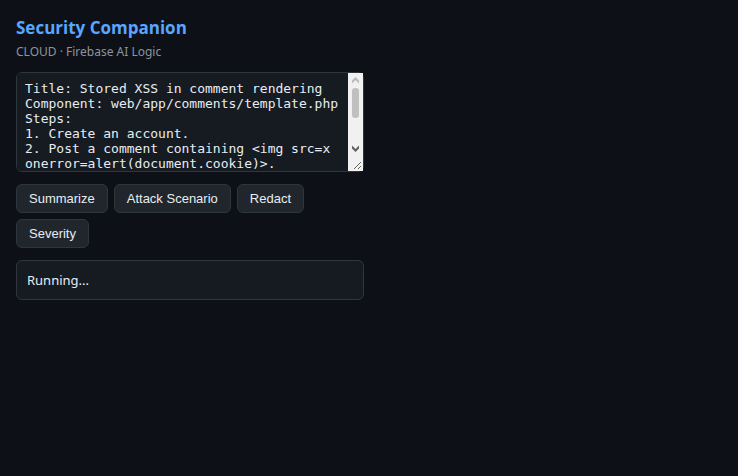 Security Companion
CLOUD · Firebase AI Logic
Title: Stored XSS in comment rendering
Component: web/app/comments/template.php
Steps:
1. Create an account.
2. Post a comment containing <img src=x
onerror=alert(document.cookie)>.
Summarize
Attack Scenario
Redact
Severity
Running...